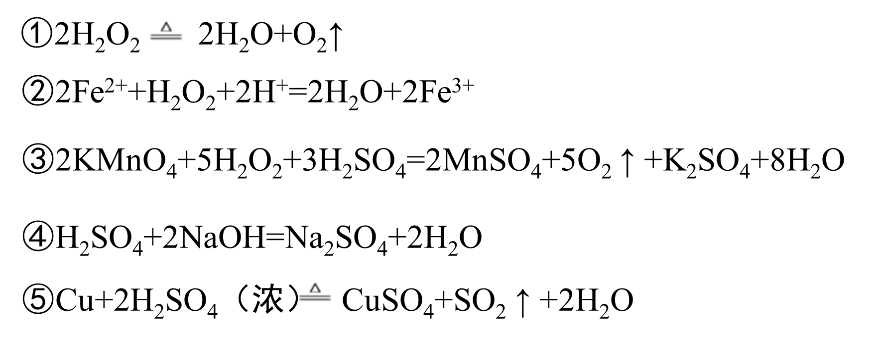 ①2H₂O₂ ≜ 2H₂O+O₂↑
②2Fe²⁺+H₂O₂+2H⁺=2H₂O+2Fe³⁺
③2KMnO₄+5H₂O₂+3H₂SO₄=2MnSO₄+5O₂↑+K₂SO₄+8H₂O
④H₂SO₄+2NaOH=Na₂SO₄+2H₂O
⑤Cu+2H₂SO₄（浓）≜ CuSO₄+SO₂↑+2H₂O